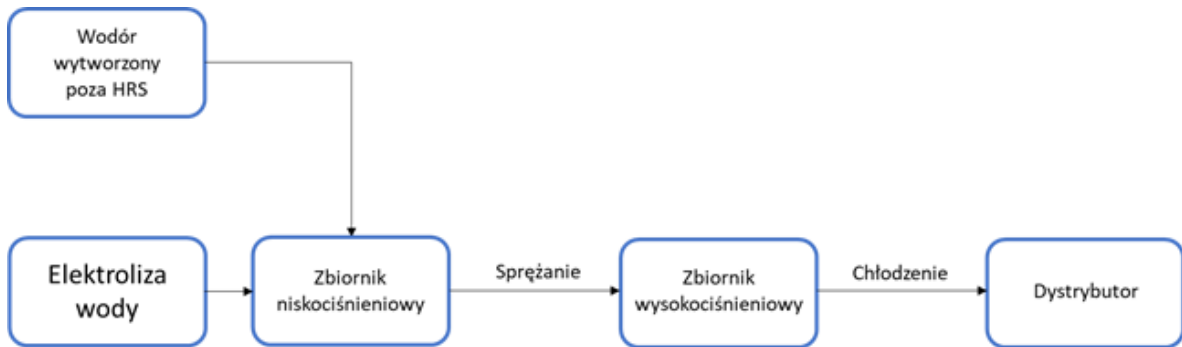 Wodór
wytworzony
poza HRS
Elektroliza
wody
Zbiornik
niskociśnieniowy
Sprężanie
Zbiornik
wysokociśnieniowy
Chłodzenie
Dystrybutor